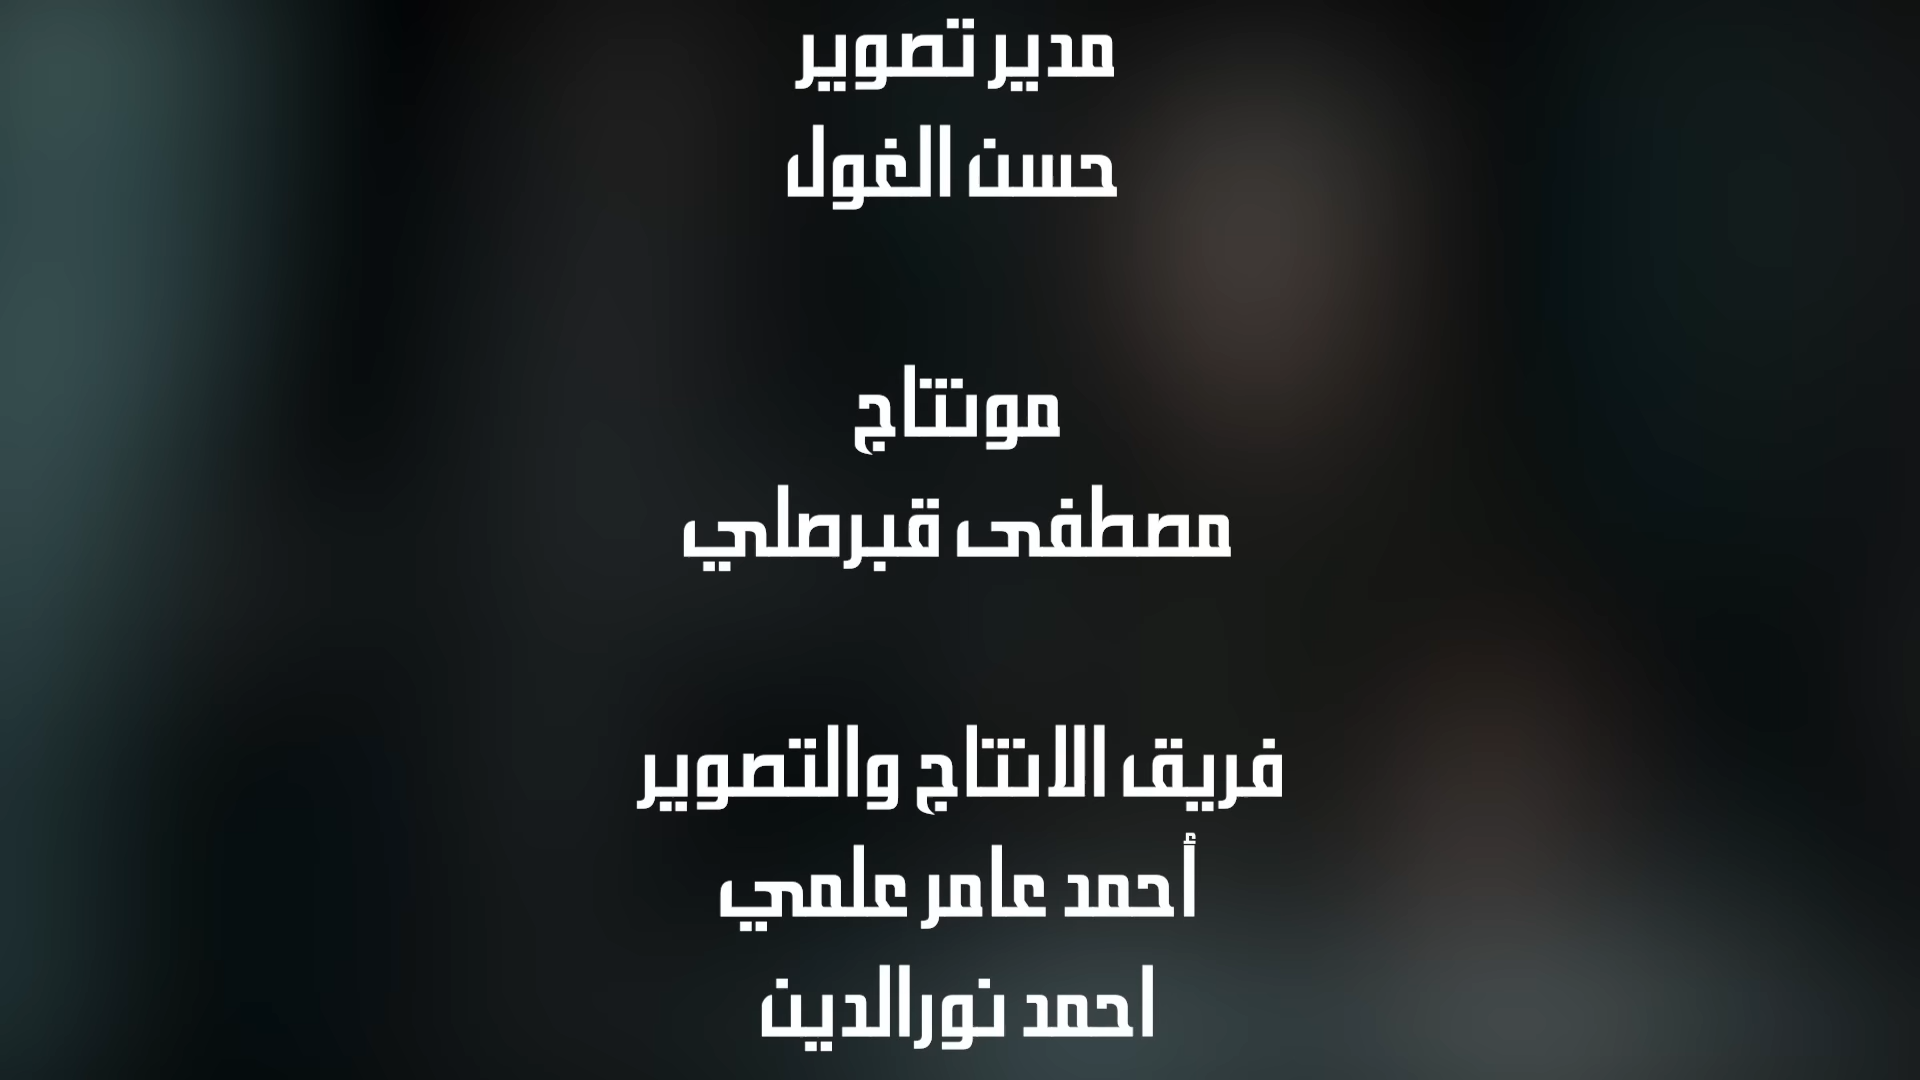 مدير تصوير
حسن الغول
مونتاج
مصطفى قبرصلي
فريق الانتاج والتصوير
أحمد عامر علمي
احمد نورالدين